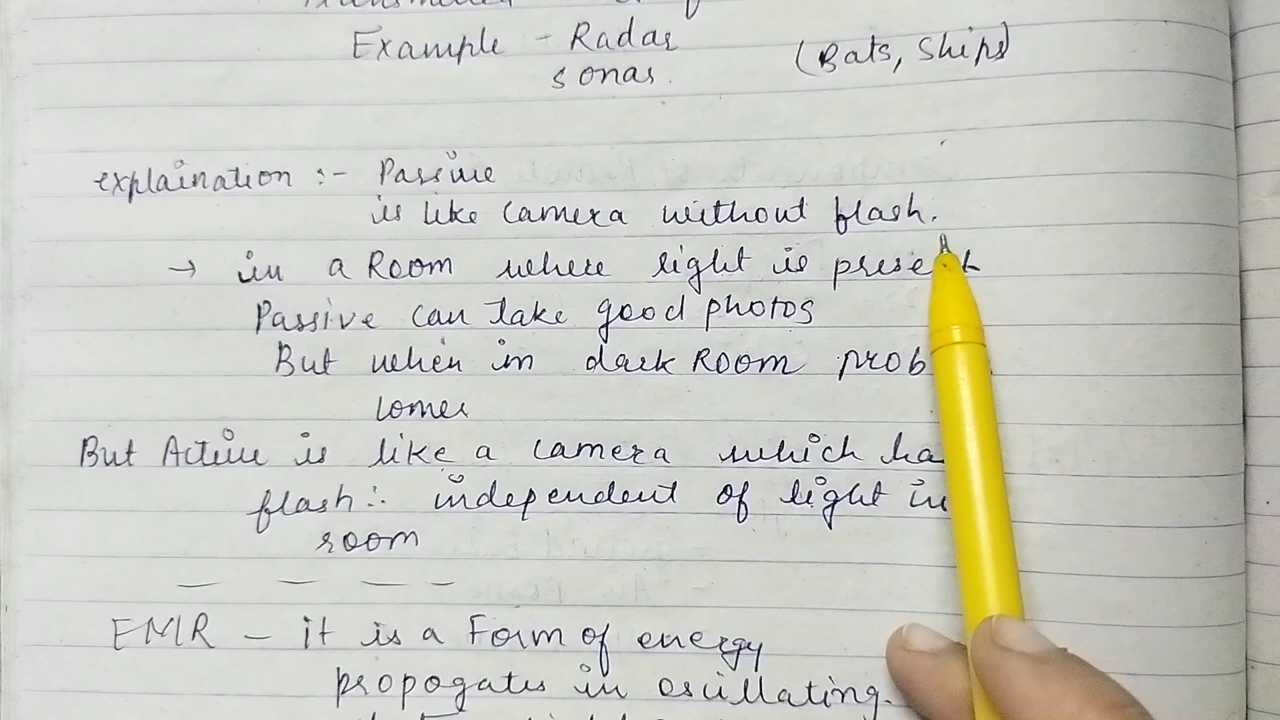 Example - Radar (Bats, Ships)
sonar.
explaination :- Passive
is like camera without flash.
→ in a Room where light is present
Passive can take good photos
But when in dark Room prob
comes
But Active is like a camera which ha
flash ∴ independent of light in
room
EMR - it is a Form of energy
propogates in oscillating.